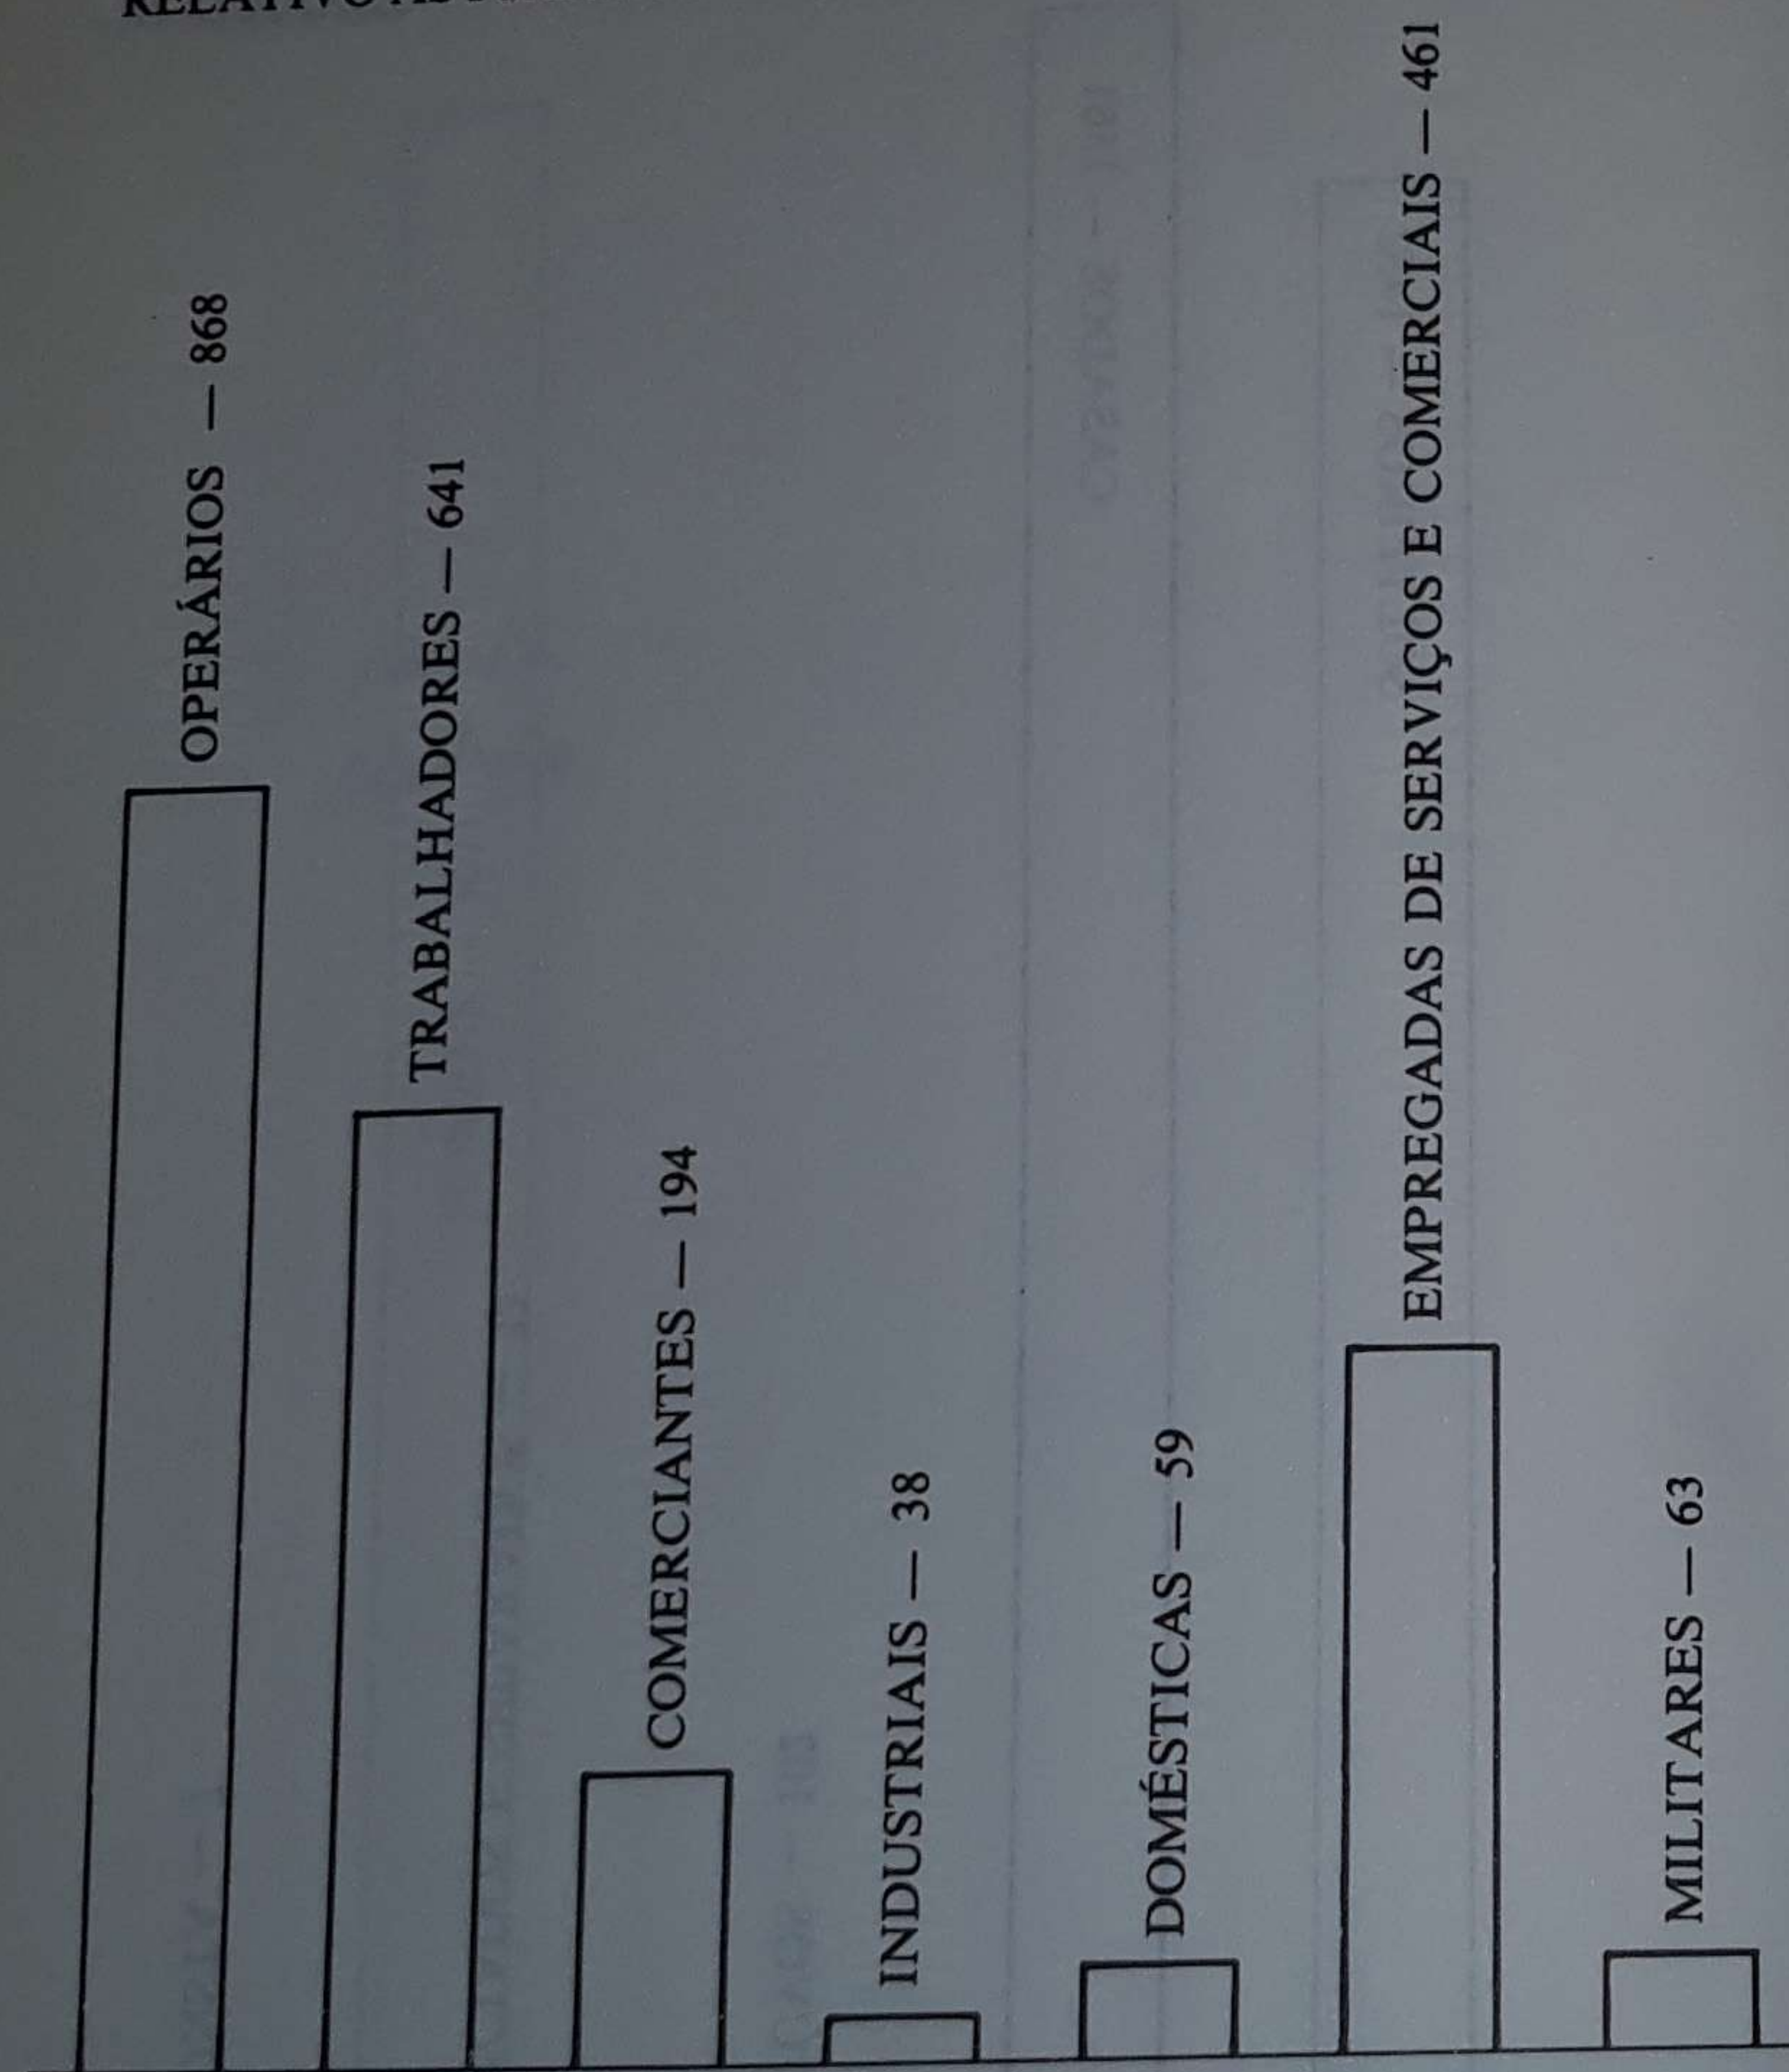 OPERÁRIOS — 868
TRABALHADORES — 641
COMERCIANTES — 194
INDUSTRIAIS — 38
DOMÉSTICAS — 59
EMPREGADAS DE SERVIÇOS E COMERCIAIS — 461
MILITARES — 63